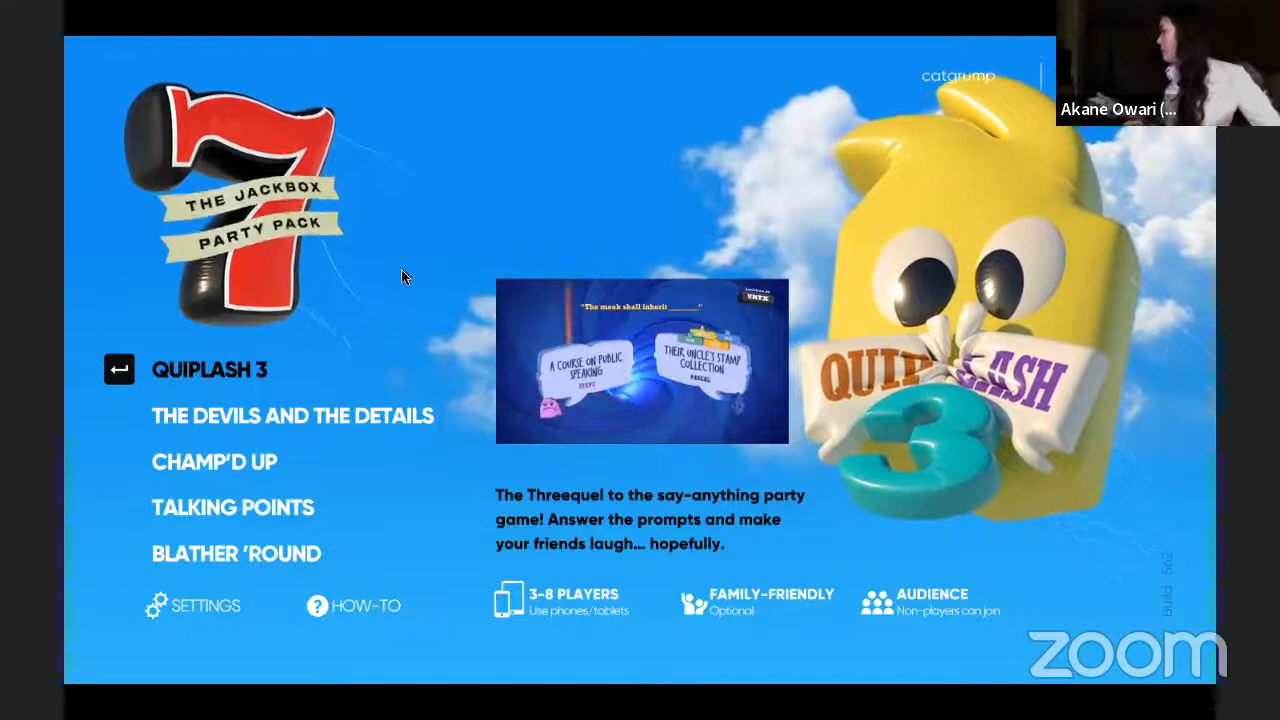 catgrump
Akane Owari (...
THE JACKBOX
PARTY PACK
"The meek shall inherit ________"
A COURSE ON PUBLIC
SPEAKING
THEIR UNCLE'S STAMP
COLLECTION
QUIPLASH
3
QUIPLASH 3
THE DEVILS AND THE DETAILS
CHAMP'D UP
TALKING POINTS
BLATHER 'ROUND
The Threequel to the say-anything party
game! Answer the prompts and make
your friends laugh... hopefully.
SETTINGS
HOW-TO
3-8 PLAYERS
Use phones/tablets
FAMILY-FRIENDLY
Optional
AUDIENCE
Non-players can join
Build 562
zoom